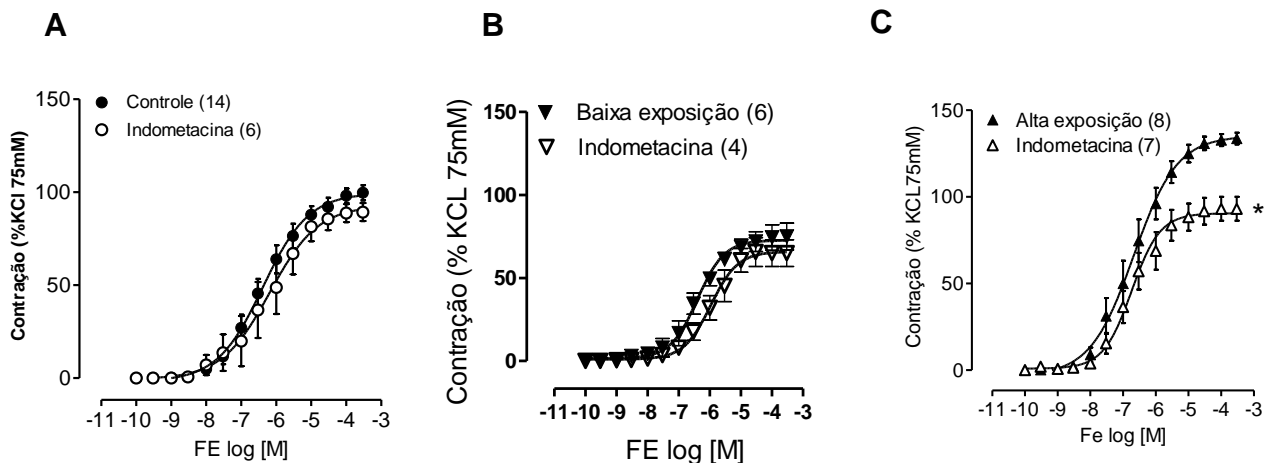 A
Controle (14)
Indometacina (6)
Contração (%KCl 75mM)
150
100
50
0
-11 -10 -9 -8 -7 -6 -5 -4 -3 -2
FE log [M]
B
Baixa exposição (6)
Indometacina (4)
Contração (% KCL 75mM)
150
100
50
0
-11 -10 -9 -8 -7 -6 -5 -4 -3 -2
FE log [M]
C
Alta exposição (8)
Indometacina (7)
Contração (% KCL75mM)
150
100
50
0
*
-11 -10 -9 -8 -7 -6 -5 -4 -3 -2
Fe log [M]